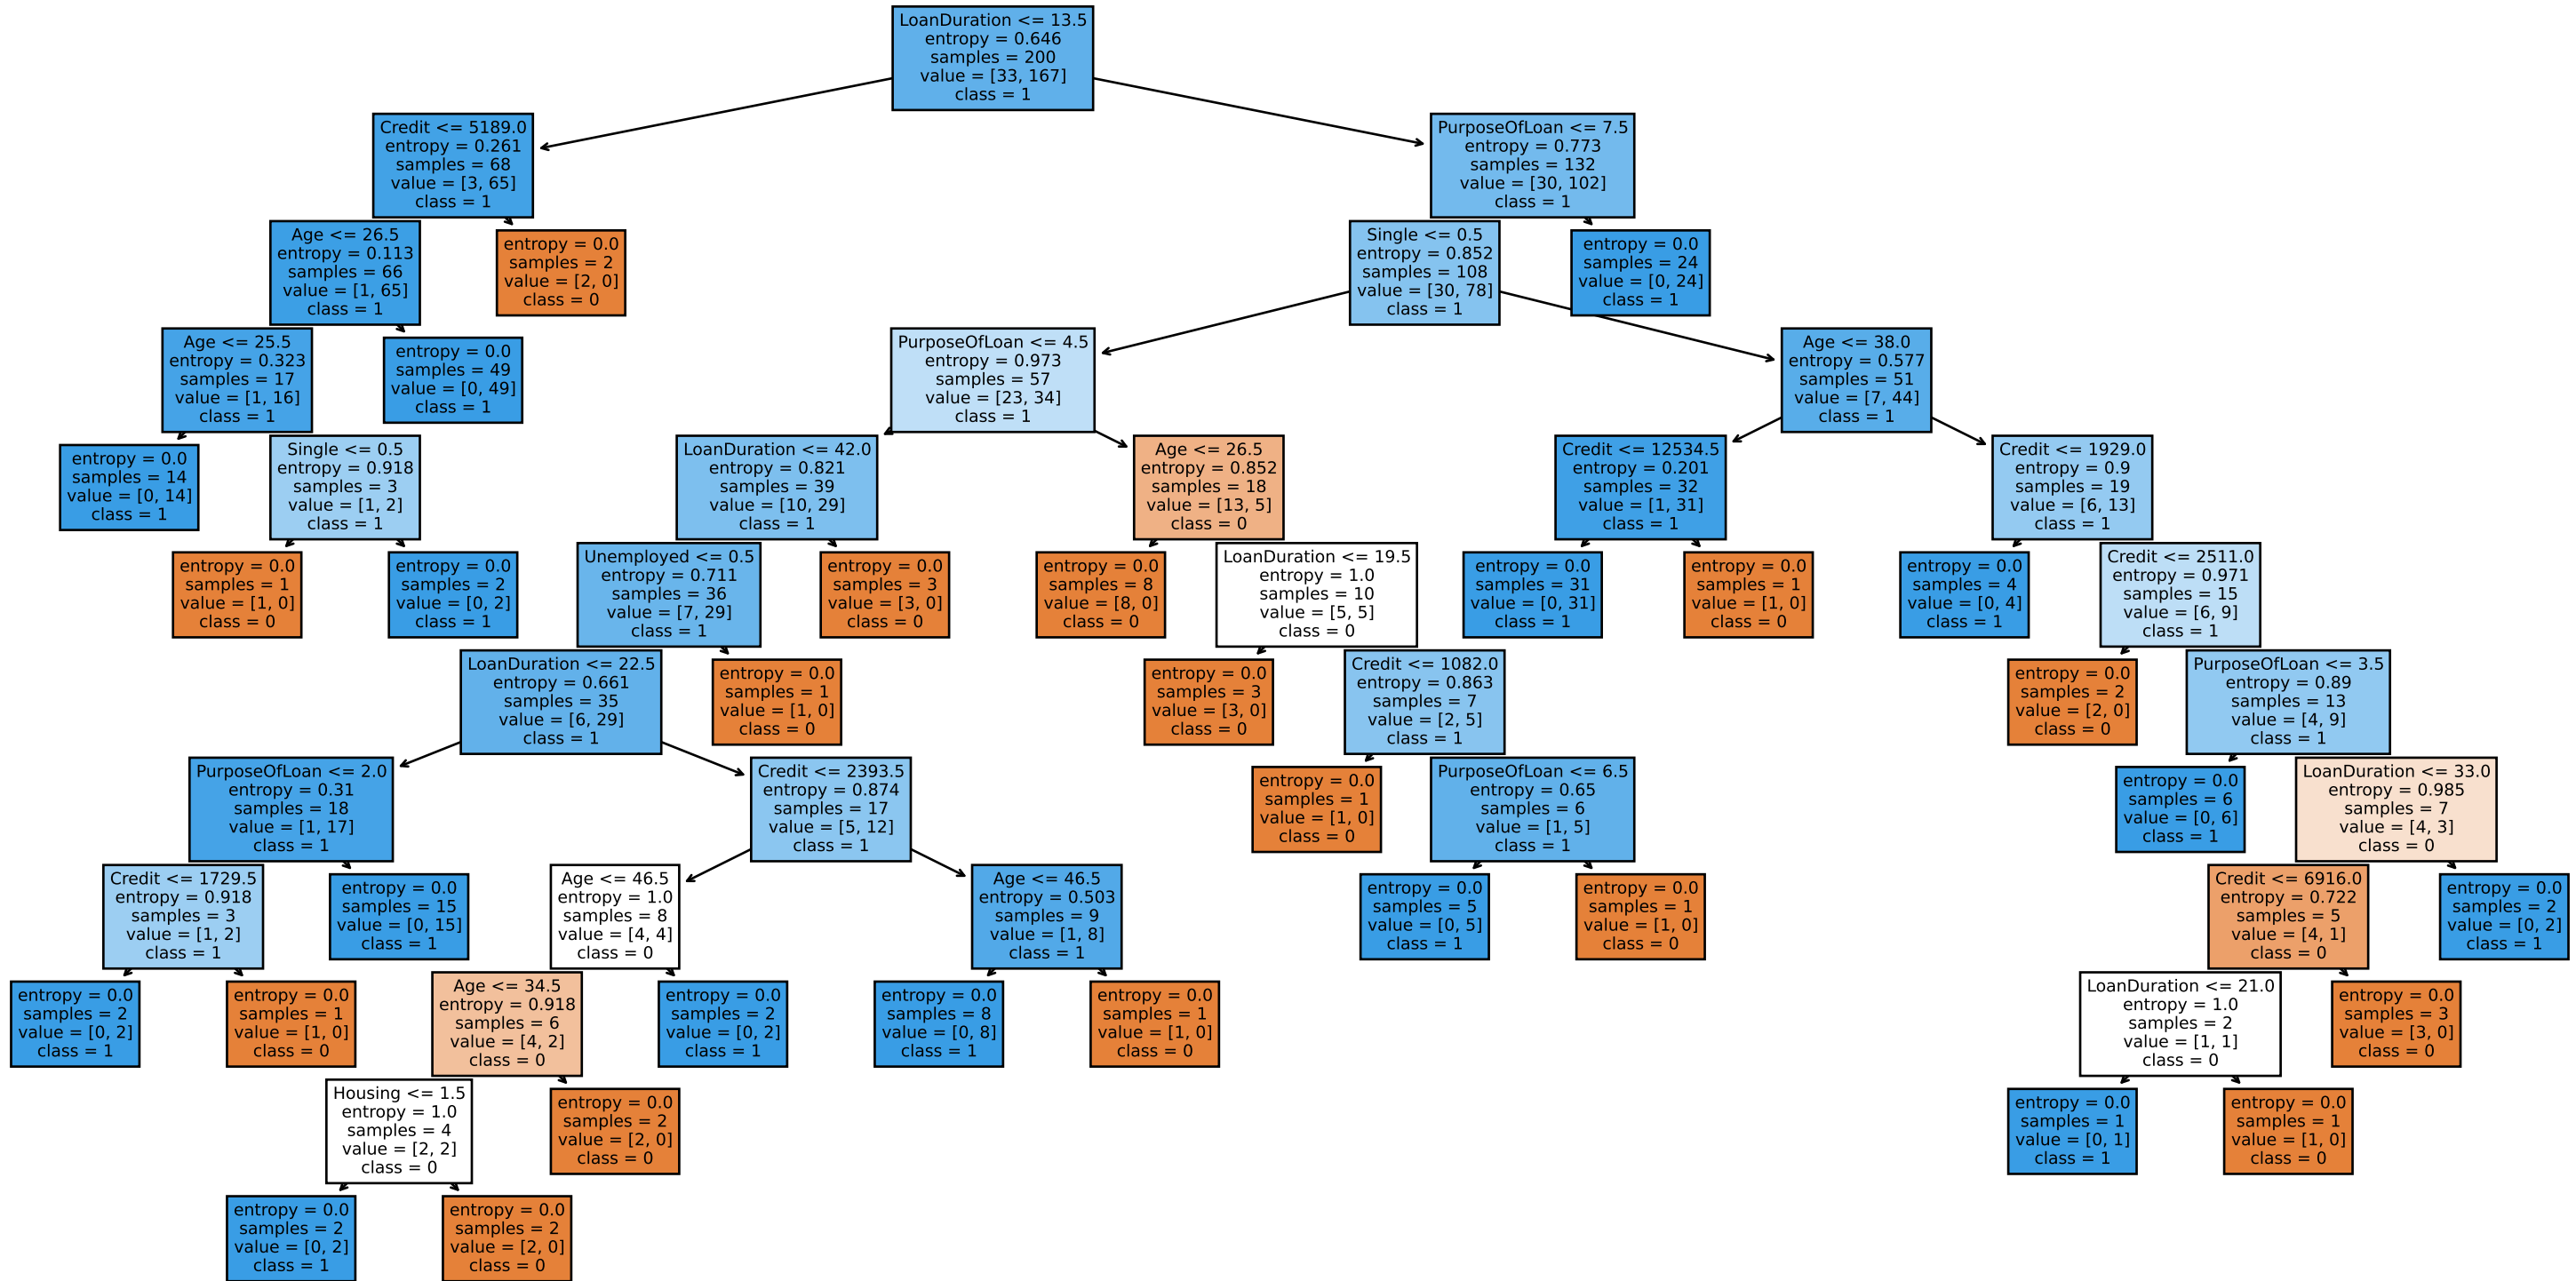 LoanDuration <= 13.5
entropy = 0.646
samples = 200
value = [33, 167]
class = 1
Credit <= 5189.0
entropy = 0.261
samples = 68
value = [3, 65]
class = 1
PurposeOfLoan <= 7.5
entropy = 0.773
samples = 132
value = [30, 102]
class = 1
Age <= 26.5
entropy = 0.113
samples = 66
value = [1, 65]
class = 1
entropy = 0.0
samples = 2
value = [2, 0]
class = 0
Single <= 0.5
entropy = 0.852
samples = 108
value = [30, 78]
class = 1
entropy = 0.0
samples = 24
value = [0, 24]
class = 1
Age <= 25.5
entropy = 0.323
samples = 17
value = [1, 16]
class = 1
entropy = 0.0
samples = 49
value = [0, 49]
class = 1
PurposeOfLoan <= 4.5
entropy = 0.973
samples = 57
value = [23, 34]
class = 1
Age <= 38.0
entropy = 0.577
samples = 51
value = [7, 44]
class = 1
entropy = 0.0
samples = 14
value = [0, 14]
class = 1
Single <= 0.5
entropy = 0.918
samples = 3
value = [1, 2]
class = 1
LoanDuration <= 42.0
entropy = 0.821
samples = 39
value = [10, 29]
class = 1
Age <= 26.5
entropy = 0.852
samples = 18
value = [13, 5]
class = 0
Credit <= 12534.5
entropy = 0.201
samples = 32
value = [1, 31]
class = 1
Credit <= 1929.0
entropy = 0.9
samples = 19
value = [6, 13]
class = 1
entropy = 0.0
samples = 1
value = [1, 0]
class = 0
entropy = 0.0
samples = 2
value = [0, 2]
class = 1
Unemployed <= 0.5
entropy = 0.711
samples = 36
value = [7, 29]
class = 1
entropy = 0.0
samples = 3
value = [3, 0]
class = 0
entropy = 0.0
samples = 8
value = [8, 0]
class = 0
LoanDuration <= 19.5
entropy = 1.0
samples = 10
value = [5, 5]
class = 0
entropy = 0.0
samples = 31
value = [0, 31]
class = 1
entropy = 0.0
samples = 1
value = [1, 0]
class = 0
entropy = 0.0
samples = 4
value = [0, 4]
class = 1
Credit <= 2511.0
entropy = 0.971
samples = 15
value = [6, 9]
class = 1
LoanDuration <= 22.5
entropy = 0.661
samples = 35
value = [6, 29]
class = 1
entropy = 0.0
samples = 1
value = [1, 0]
class = 0
entropy = 0.0
samples = 3
value = [3, 0]
class = 0
Credit <= 1082.0
entropy = 0.863
samples = 7
value = [2, 5]
class = 1
entropy = 0.0
samples = 2
value = [2, 0]
class = 0
PurposeOfLoan <= 3.5
entropy = 0.89
samples = 13
value = [4, 9]
class = 1
PurposeOfLoan <= 2.0
entropy = 0.31
samples = 18
value = [1, 17]
class = 1
Credit <= 2393.5
entropy = 0.874
samples = 17
value = [5, 12]
class = 1
entropy = 0.0
samples = 1
value = [1, 0]
class = 0
PurposeOfLoan <= 6.5
entropy = 0.65
samples = 6
value = [1, 5]
class = 1
entropy = 0.0
samples = 6
value = [0, 6]
class = 1
LoanDuration <= 33.0
entropy = 0.985
samples = 7
value = [4, 3]
class = 0
Credit <= 1729.5
entropy = 0.918
samples = 3
value = [1, 2]
class = 1
entropy = 0.0
samples = 15
value = [0, 15]
class = 1
Age <= 46.5
entropy = 1.0
samples = 8
value = [4, 4]
class = 0
Age <= 46.5
entropy = 0.503
samples = 9
value = [1, 8]
class = 1
entropy = 0.0
samples = 5
value = [0, 5]
class = 1
entropy = 0.0
samples = 1
value = [1, 0]
class = 0
Credit <= 6916.0
entropy = 0.722
samples = 5
value = [4, 1]
class = 0
entropy = 0.0
samples = 2
value = [0, 2]
class = 1
entropy = 0.0
samples = 2
value = [0, 2]
class = 1
entropy = 0.0
samples = 1
value = [1, 0]
class = 0
Age <= 34.5
entropy = 0.918
samples = 6
value = [4, 2]
class = 0
entropy = 0.0
samples = 2
value = [0, 2]
class = 1
entropy = 0.0
samples = 8
value = [0, 8]
class = 1
entropy = 0.0
samples = 1
value = [1, 0]
class = 0
LoanDuration <= 21.0
entropy = 1.0
samples = 2
value = [1, 1]
class = 0
entropy = 0.0
samples = 3
value = [3, 0]
class = 0
Housing <= 1.5
entropy = 1.0
samples = 4
value = [2, 2]
class = 0
entropy = 0.0
samples = 2
value = [2, 0]
class = 0
entropy = 0.0
samples = 1
value = [0, 1]
class = 1
entropy = 0.0
samples = 1
value = [1, 0]
class = 0
entropy = 0.0
samples = 2
value = [0, 2]
class = 1
entropy = 0.0
samples = 2
value = [2, 0]
class = 0